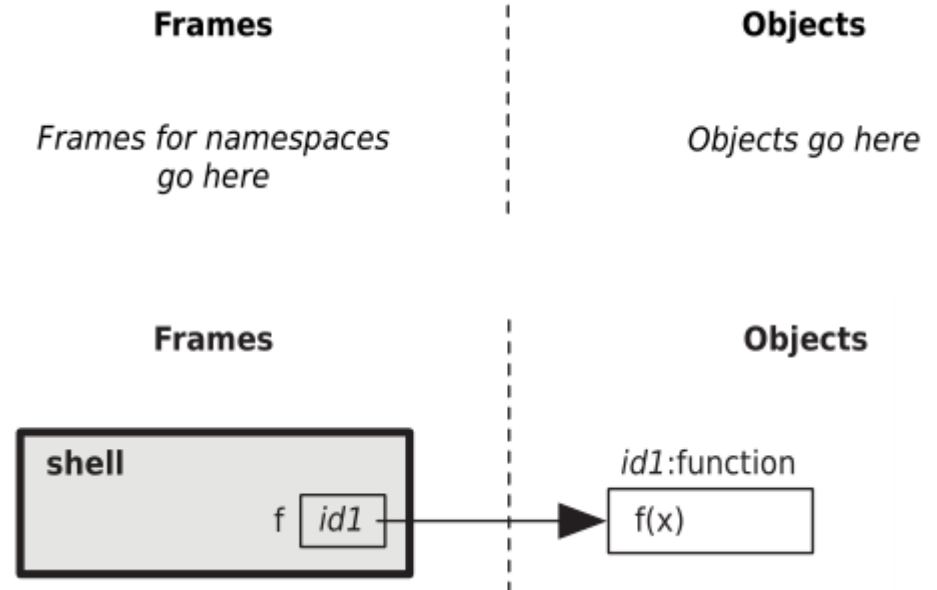 Frames
Objects
Frames for namespaces
go here
Objects go here
Frames
Objects
shell
id1:function
f id1
f(x)